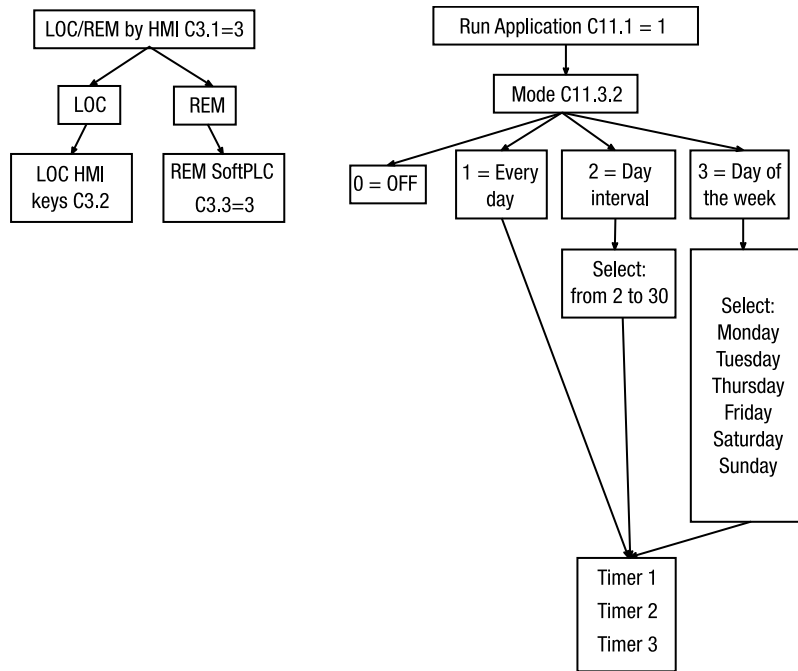 LOC/REM by HMI C3.1=3
LOC
REM
LOC HMI
keys C3.2
REM SoftPLC
C3.3=3
Run Application C11.1 = 1
Mode C11.3.2
0 = OFF
1 = Every
day
2 = Day
interval
3 = Day of
the week
Select:
from 2 to 30
Select:
Monday
Tuesday
Thursday
Friday
Saturday
Sunday
Timer 1
Timer 2
Timer 3